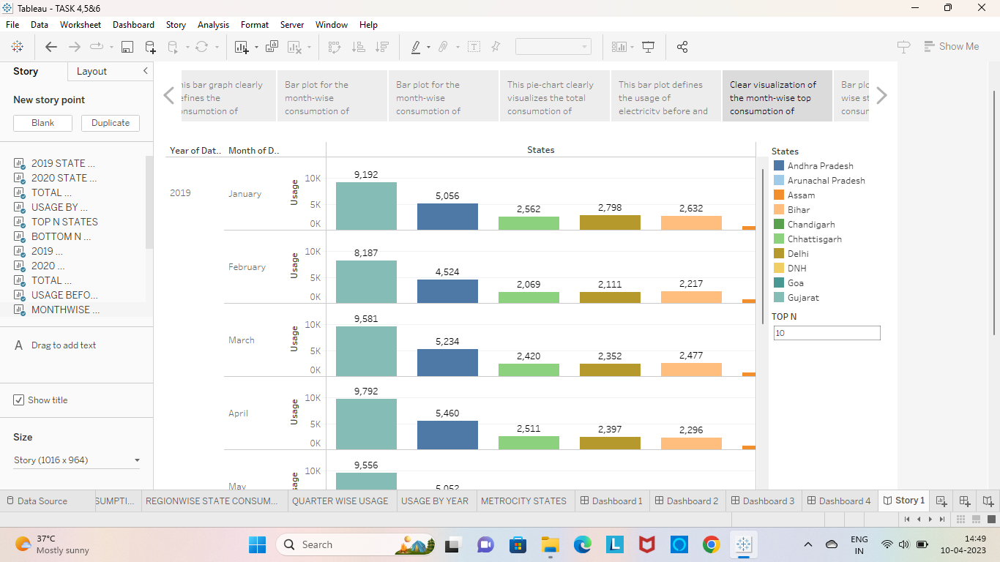 Tableau - TASK 4,5&6
File Data Worksheet Dashboard Story Analysis Format Server Window Help
Show Me
Story Layout
New story point
Blank Duplicate
2019 STATE ...
2020 STATE ...
TOTAL ...
USAGE BY ...
TOP N STATES
BOTTOM N ...
2019 ...
2020 ...
TOTAL ...
USAGE BEFO...
MONTHWISE ...
A Drag to add text
Show title
Size
Story (1016 x 964)
his bar graph clearly
efines the
onsumption of
Bar plot for the
month-wise
consumption of
Bar plot for the
month-wise
consumption of
This pie-chart clearly
visualizes the total
consumption of
This bar plot defines
the usage of
electricity before and
Clear visualization of
the month-wise top
consumption of
Bar plo
wise st
consur
Year of Dat.. Month of D.. States
2019 January Usage 10K 5K 0K 9,192 5,056 2,562 2,798 2,632
February Usage 10K 5K 0K 8,187 4,524 2,069 2,111 2,217
March Usage 10K 5K 0K 9,581 5,234 2,420 2,352 2,477
April Usage 10K 5K 0K 9,792 5,460 2,511 2,397 2,296
May sage 10K 9,556 5,052
States
Andhra Pradesh
Arunachal Pradesh
Assam
Bihar
Chandigarh
Chhattisgarh
Delhi
DNH
Goa
Gujarat
TOP N
10
Data Source SUMPTI... REGIONWISE STATE CONSUM... QUARTER WISE USAGE USAGE BY YEAR METROCITY STATES Dashboard 1 Dashboard 2 Dashboard 3 Dashboard 4 Story 1
37°C
Mostly sunny
Search
L
ENG
IN
14:49
10-04-2023